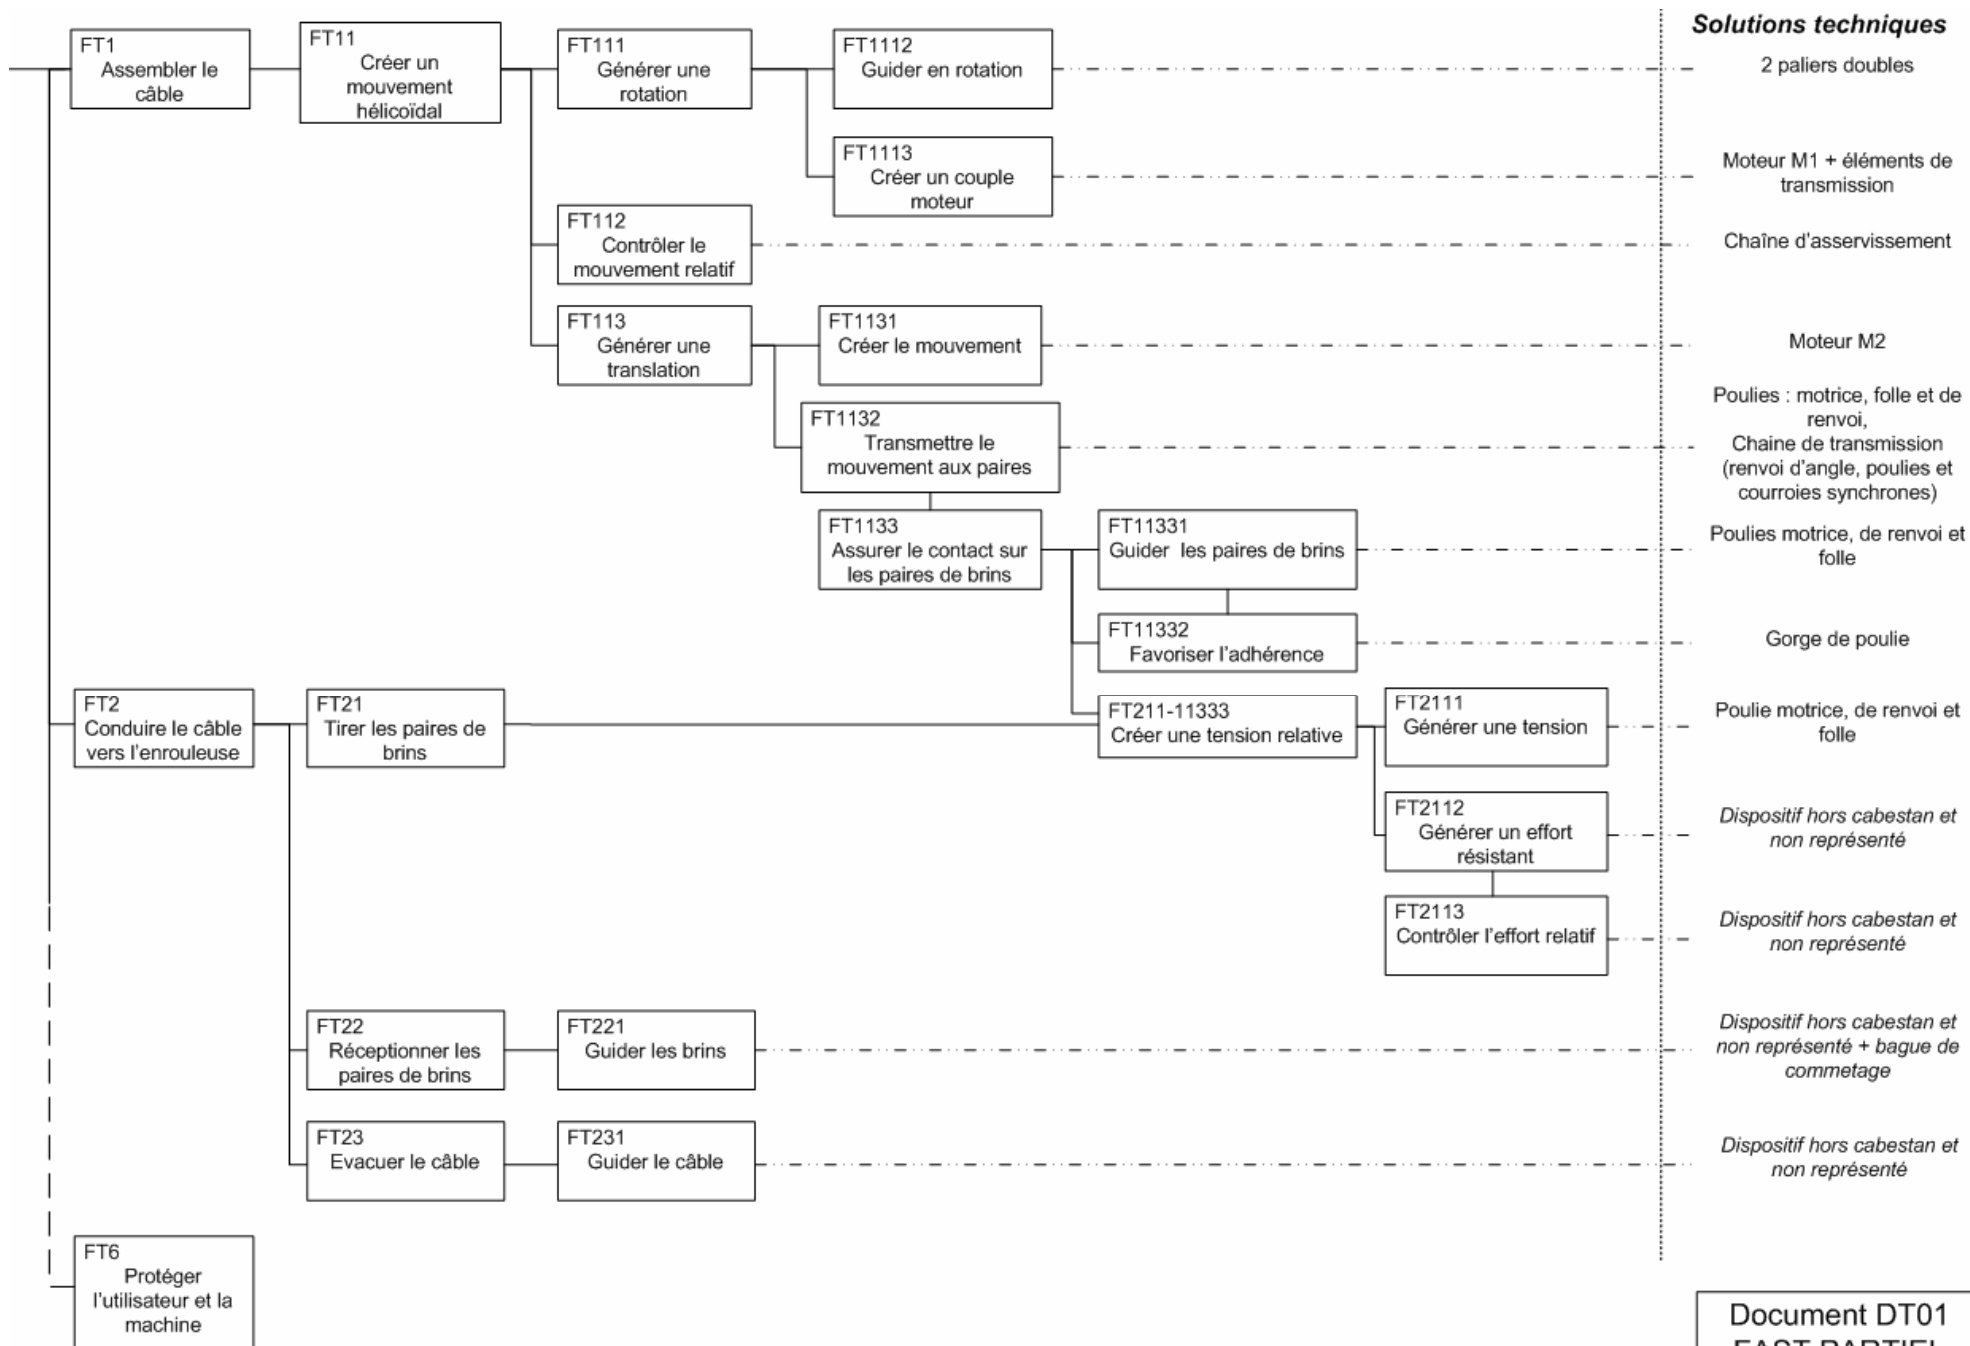 Solutions techniques
FT1
Assembler le
câble
FT11
Créer un
mouvement
hélicoïdal
FT111
Générer une
rotation
FT1112
Guider en rotation
2 paliers doubles
FT1113
Créer un couple
moteur
Moteur M1 + éléments de
transmission
FT112
Contrôler le
mouvement relatif
Chaîne d'asservissement
FT113
Générer une
translation
FT1131
Créer le mouvement
Moteur M2
FT1132
Transmettre le
mouvement aux paires
Poulies : motrice, folle et de
renvoi,
Chaine de transmission
(renvoi d'angle, poulies et
courroies synchrones)
FT1133
Assurer le contact sur
les paires de brins
FT11331
Guider les paires de brins
Poulies motrice, de renvoi et
folle
FT11332
Favoriser l'adhérence
Gorge de poulie
FT2
Conduire le câble
vers l'enrouleuse
FT21
Tirer les paires de
brins
FT211-11333
Créer une tension relative
FT2111
Générer une tension
Poulie motrice, de renvoi et
folle
FT2112
Générer un effort
résistant
Dispositif hors cabestan et
non représenté
FT2113
Contrôler l'effort relatif
Dispositif hors cabestan et
non représenté
FT22
Réceptionner les
paires de brins
FT221
Guider les brins
Dispositif hors cabestan et
non représenté + bague de
commetage
FT23
Evacuer le câble
FT231
Guider le câble
Dispositif hors cabestan et
non représenté
FT6
Protéger
l'utilisateur et la
machine
Document DT01
FAST PARTIEL